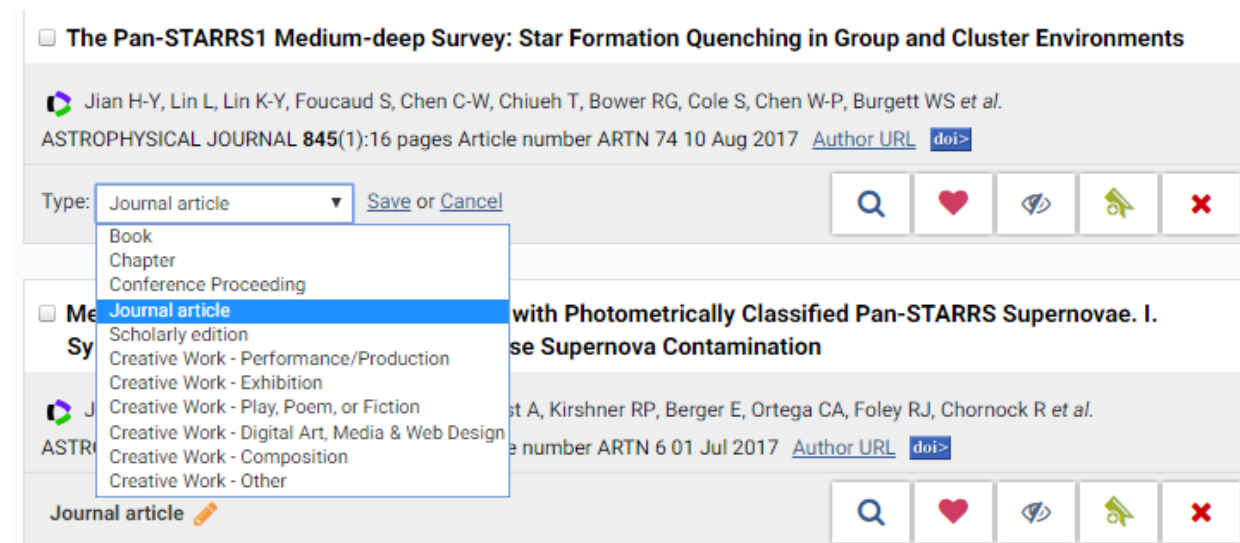 The Pan-STARRS1 Medium-deep Survey: Star Formation Quenching in Group and Cluster Environments
Jian H-Y, Lin L, Lin K-Y, Foucaud S, Chen C-W, Chiueh T, Bower RG, Cole S, Chen W-P, Burgett WS et al.
ASTROPHYSICAL JOURNAL 845(1):16 pages Article number ARTN 74 10 Aug 2017 Author URL doi>
Type: Journal article Save or Cancel
Book
Chapter
Conference Proceeding
Journal article
Scholarly edition
Creative Work - Performance/Production
Creative Work - Exhibition
Creative Work - Play, Poem, or Fiction
Creative Work - Digital Art, Media & Web Design
Creative Work - Composition
Creative Work - Other
with Photometrically Classified Pan-STARRS Supernovae. I.
Supernova Contamination
A, Kirshner RP, Berger E, Ortega CA, Foley RJ, Chornock R et al.
number ARTN 6 01 Jul 2017 Author URL doi>
Journal article